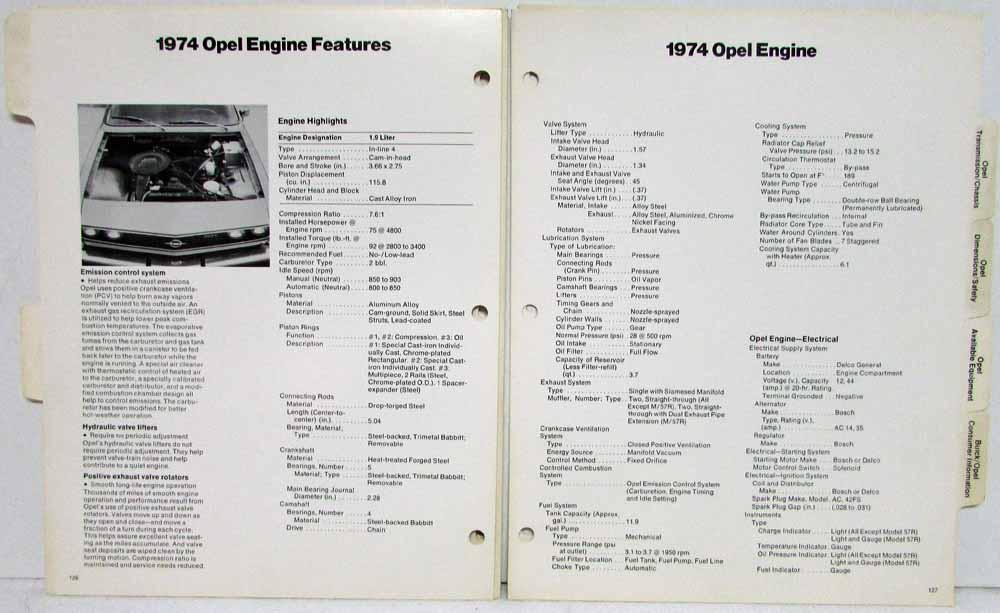 1974 Opel Engine Features
Emission control system
• Helps reduce exhaust emissions
Opel uses positive crankcase ventila-
tion (PCV) to help burn away vapors
normally vented to the outside air. An
exhaust gas recirculation system (EGR)
is utilized to help lower peak com-
bustion temperatures. The evaporative
emission control system collects gas
fumes from the carburetor and gas tank
and stows them in a canister to be fed
back later to the carburetor while the
engine is running. A special air cleaner
with thermostatic control of heated air
to the carburetor, a specially calibrated
carburetor and distributor, and a mod-
ified combustion chamber design all
help to control emissions. The carbu-
retor has been modified for better
hot-weather operation.
Hydraulic valve lifters
• Require no periodic adjustment
Opel's hydraulic valve lifters do not
require periodic adjustment. They help
prevent valve-train noise and help
contribute to a quiet engine.
Positive exhaust valve rotators
• Smooth long-life engine operation
Thousands of miles of smooth engine
operation and performance result from
Opel's use of positive exhaust valve
rotators. Valves move up and down as
they open and close—and move a
fraction of a turn during each cycle.
This helps assure excellent valve seat-
ing as the miles accumulate. And valve
seat deposits are wiped clean by the
turning motion. Compression ratio is
maintained and service needs reduced.
126
Engine Highlights
Engine Designation 1.9 Liter
Type ........ In-line 4
Valve Arrangement ........ Cam-in-head
Bore and Stroke (in.) ..... 3.66 x 2.75
Piston Displacement
(cu. in.) ........ 115.8
Cylinder Head and Block
Material ........ Cast Alloy Iron
Compression Ratio ....... 7.6:1
Installed Horsepower @
Engine rpm ........ 75 @ 4800
Installed Torque (lb.-ft. @
Engine rpm) ........ 92 @ 2800 to 3400
Recommended Fuel ...... No-/Low-lead
Carburetor Type ........ 2 bbl.
Idle Speed (rpm)
Manual (Neutral) ....... 850 to 900
Automatic (Neutral) ..... 800 to 850
Pistons
Material ........ Aluminum Alloy
Description ........ Cam-ground, Solid Skirt, Steel
Struts, Lead-coated
Piston Rings
Function ........ #1, #2: Compression. #3: Oil
Description ........ #1: Special Cast-iron Individ-
ually Cast, Chrome-plated
Rectangular. #2: Special Cast-
iron Individually Cast. #3:
Multipiece, 2 Rails (Steel,
Chrome-plated O.D.). 1 Spacer-
expander (Steel)
Connecting Rods
Material ........ Drop-forged Steel
Length (Center-to-
center) (in.) ........ 5.04
Bearing, Material,
Type ........ Steel-backed, Trimetal Babbitt;
Removable
Crankshaft
Material ........ Heat-treated Forged Steel
Bearings, Number ...... 5
Material; Type ....... Steel-backed, Trimetal Babbitt;
Removable
Main Bearing Journal
Diameter (in.) ........ 2.28
Camshaft
Bearings, Number ...... 4
Material ........ Steel-backed Babbitt
Drive ........ Chain
1974 Opel Engine
Valve System
Lifter Type ........ Hydraulic
Intake Valve Head
Diameter (in.) ........ 1.57
Exhaust Valve Head
Diameter (in.) ........ 1.34
Intake and Exhaust Valve
Seat Angle (degrees) .. 45
Intake Valve Lift (in.) .... (.37)
Exhaust Valve Lift (in.) .. (.37)
Material, Intake ....... Alloy Steel
Exhaust ..... Alloy Steel, Aluminized, Chrome
Nickel Facing
Rotators ........ Exhaust Valves
Lubrication System
Type of Lubrication:
Main Bearings ....... Pressure
Connecting Rods
(Crank Pin) ........ Pressure
Piston Pins ........ Oil Vapor
Camshaft Bearings ... Pressure
Lifters ........ Pressure
Timing Gears and
Chain ........ Nozzle-sprayed
Cylinder Walls ....... Nozzle-sprayed
Oil Pump Type ....... Gear
Normal Pressure (psi) .. 28 @ 500 rpm
Oil Intake ........ Stationary
Oil Filter ........ Full Flow
Capacity of Reservoir
(Less Filter-refill)
(qt.) ........ 3.7
Exhaust System
Type ........ Single with Siamesed Manifold
Muffler, Number; Type .. Two, Straight-through (All
Except M/57R). Two, Straight-
through with Dual Exhaust Pipe
Extension (M/57R)
Crankcase Ventilation
System
Type ........ Closed Positive Ventilation
Energy Source ........ Manifold Vacuum
Control Method ....... Fixed Orifice
Controlled Combustion
System
Type ........ Opel Emission Control System
(Carburetion, Engine Timing
and Idle Setting)
Fuel System
Tank Capacity (Approx.
gal.) ........ 11.9
Fuel Pump
Type ........ Mechanical
Pressure Range (psi
at outlet) ........ 3.1 to 3.7 @ 1950 rpm
Fuel Filter Location .... Fuel Tank, Fuel Pump, Fuel Line
Choke Type ........ Automatic
Cooling System
Type ........ Pressure
Radiator Cap Relief
Valve Pressure (psi) ... 13.2 to 15.2
Circulation Thermostat
Type ........ By-pass
Starts to Open at F° .. 189
Water Pump Type ..... Centrifugal
Water Pump
Bearing Type ....... Double-row Ball Bearing
(Permanently Lubricated)
By-pass Recirculation ... Internal
Radiator Core Type .... Tube and Fin
Water Around Cylinders. Yes
Number of Fan Blades .. 7 Staggered
Cooling System Capacity
with Heater (Approx.
qt.) ........ 6.1
Opel Engine—Electrical
Electrical Supply System
Battery
Make ........ Delco General
Location ........ Engine Compartment
Voltage (v.), Capacity 12, 44
(amp.) @ 20-hr. Rating.
Terminal Grounded .. Negative
Alternator
Make ........ Bosch
Type, Rating (v.),
(amp.) ........ AC 14, 35
Regulator
Make ........ Bosch
Electrical—Starting System
Starting Motor Make ... Bosch or Delco
Motor Control Switch ... Solenoid
Electrical—Ignition System
Coil and Distributor
Make ........ Bosch or Delco
Spark Plug Make, Model. AC, 42FS
Spark Plug Gap (in.) .... (.028 to .031)
Instruments
Type
Charge Indicator ..... Light (All Except Model 57R)
Light and Gauge (Model 57R)
Temperature Indicator. Gauge
Oil Pressure Indicator. Light (All Except Model 57R)
Light and Gauge (Model 57R)
Fuel Indicator ....... Gauge
127
Opel
Transmission/Chassis
Opel
Dimensions/Safety
Opel
Available Equipment
Buick/Opel
Consumer Information